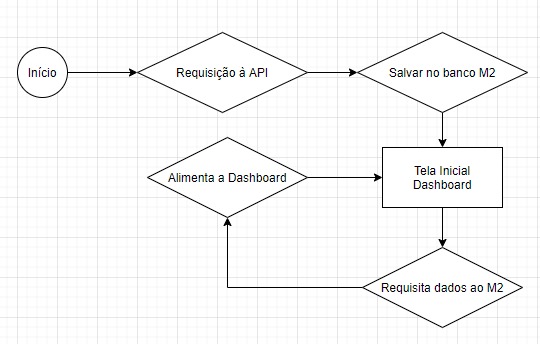 Início
Requisição à API
Salvar no banco M2
Alimenta a Dashboard
Tela Inicial
Dashboard
Requisita dados ao M2